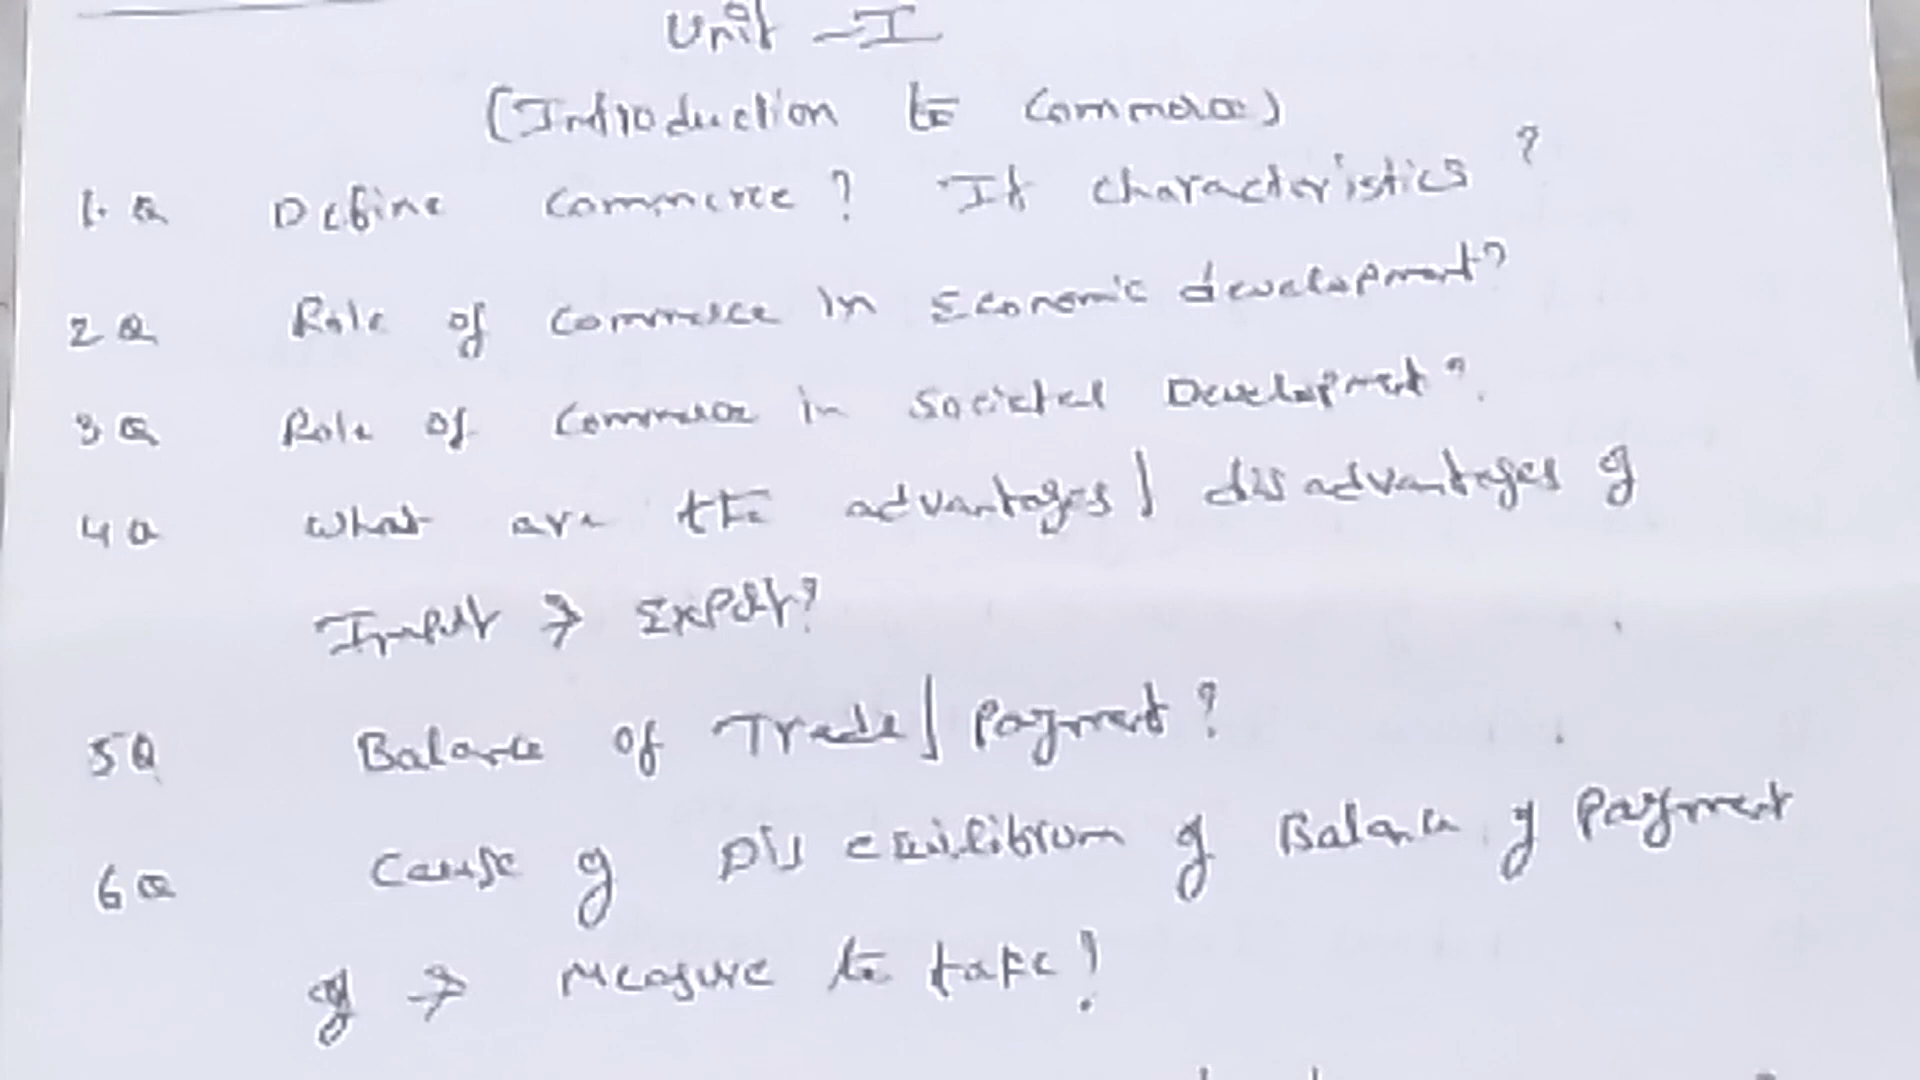 Unit - I
(Introduction to Commerce)
1. Q Define Commerce? It characteristics?
2 Q Role of Commerce in Economic development?
3 Q Role of Commerce in Societal Development?
4 Q What are the advantages / disadvantages of
Import & Export?
5 Q Balance of Trade / Payment?
6 Q Cause of Dis equilibrium of Balance of Payment
& Measure to take?